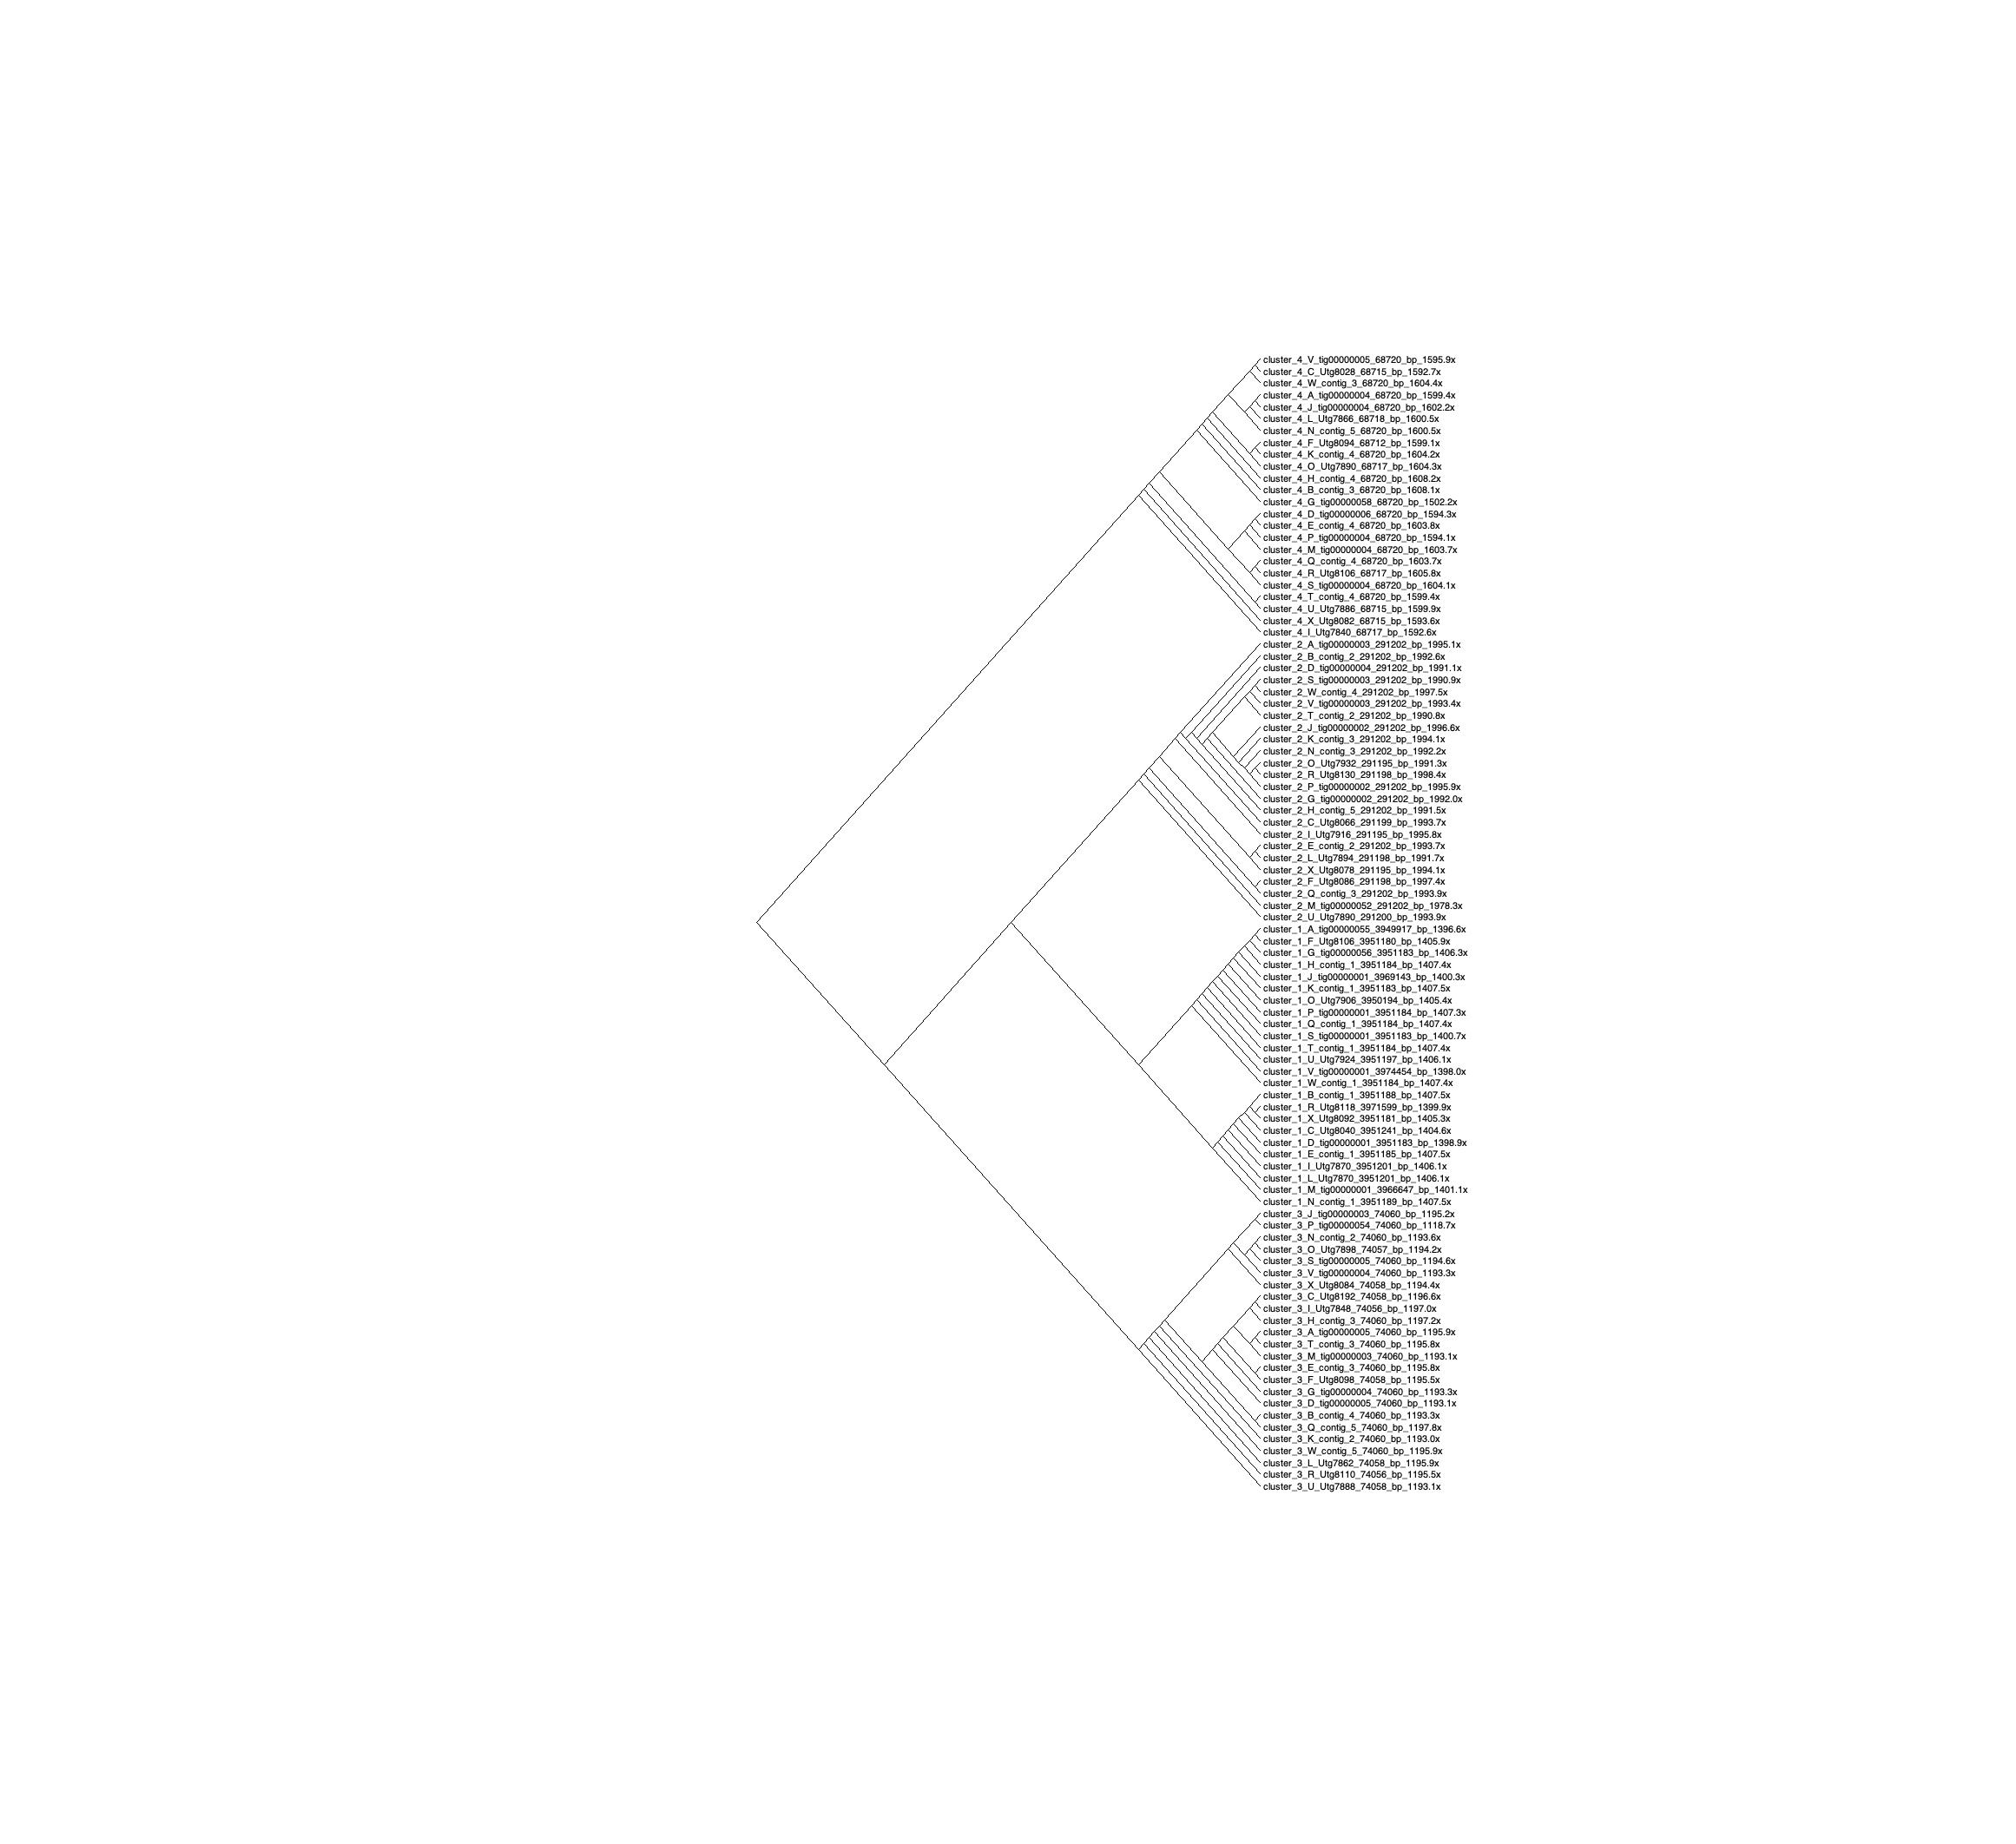 cluster_4_V_tig00000005_68720_bp_1595.9x
cluster_4_C_Utg8028_68715_bp_1592.7x
cluster_4_W_contig_3_68720_bp_1604.4x
cluster_4_A_tig00000004_68720_bp_1599.4x
cluster_4_J_tig00000004_68720_bp_1602.2x
cluster_4_L_Utg7866_68718_bp_1600.5x
cluster_4_N_contig_5_68720_bp_1600.5x
cluster_4_F_Utg8094_68712_bp_1599.1x
cluster_4_K_contig_4_68720_bp_1604.2x
cluster_4_O_Utg7890_68717_bp_1604.3x
cluster_4_H_contig_4_68720_bp_1608.2x
cluster_4_B_contig_3_68720_bp_1608.1x
cluster_4_G_tig00000058_68720_bp_1502.2x
cluster_4_D_tig00000006_68720_bp_1594.3x
cluster_4_E_contig_4_68720_bp_1603.8x
cluster_4_P_tig00000004_68720_bp_1594.1x
cluster_4_M_tig00000004_68720_bp_1603.7x
cluster_4_Q_contig_4_68720_bp_1603.7x
cluster_4_R_Utg8106_68717_bp_1605.8x
cluster_4_S_tig00000004_68720_bp_1604.1x
cluster_4_T_contig_4_68720_bp_1599.4x
cluster_4_U_Utg7886_68715_bp_1599.9x
cluster_4_X_Utg8082_68715_bp_1593.6x
cluster_4_I_Utg7840_68717_bp_1592.6x
cluster_2_A_tig00000003_291202_bp_1995.1x
cluster_2_B_contig_2_291202_bp_1992.6x
cluster_2_D_tig00000004_291202_bp_1991.1x
cluster_2_S_tig00000003_291202_bp_1990.9x
cluster_2_W_contig_4_291202_bp_1997.5x
cluster_2_V_tig00000003_291202_bp_1993.4x
cluster_2_T_contig_2_291202_bp_1990.8x
cluster_2_J_tig00000002_291202_bp_1996.6x
cluster_2_K_contig_3_291202_bp_1994.1x
cluster_2_N_contig_3_291202_bp_1992.2x
cluster_2_O_Utg7932_291195_bp_1991.3x
cluster_2_R_Utg8130_291198_bp_1998.4x
cluster_2_P_tig00000002_291202_bp_1995.9x
cluster_2_G_tig00000002_291202_bp_1992.0x
cluster_2_H_contig_5_291202_bp_1991.5x
cluster_2_C_Utg8066_291199_bp_1993.7x
cluster_2_I_Utg7916_291195_bp_1995.8x
cluster_2_E_contig_2_291202_bp_1993.7x
cluster_2_L_Utg7894_291198_bp_1991.7x
cluster_2_X_Utg8078_291195_bp_1994.1x
cluster_2_F_Utg8086_291198_bp_1997.4x
cluster_2_Q_contig_3_291202_bp_1993.9x
cluster_2_M_tig00000052_291202_bp_1978.3x
cluster_2_U_Utg7890_291200_bp_1993.9x
cluster_1_A_tig00000055_3949917_bp_1396.6x
cluster_1_F_Utg8106_3951180_bp_1405.9x
cluster_1_G_tig00000056_3951183_bp_1406.3x
cluster_1_H_contig_1_3951184_bp_1407.4x
cluster_1_J_tig00000001_3969143_bp_1400.3x
cluster_1_K_contig_1_3951183_bp_1407.5x
cluster_1_O_Utg7906_3950194_bp_1405.4x
cluster_1_P_tig00000001_3951184_bp_1407.3x
cluster_1_Q_contig_1_3951184_bp_1407.4x
cluster_1_S_tig00000001_3951183_bp_1400.7x
cluster_1_T_contig_1_3951184_bp_1407.4x
cluster_1_U_Utg7924_3951197_bp_1406.1x
cluster_1_V_tig00000001_3974454_bp_1398.0x
cluster_1_W_contig_1_3951184_bp_1407.4x
cluster_1_B_contig_1_3951188_bp_1407.5x
cluster_1_R_Utg8118_3971599_bp_1399.9x
cluster_1_X_Utg8092_3951181_bp_1405.3x
cluster_1_C_Utg8040_3951241_bp_1404.6x
cluster_1_D_tig00000001_3951183_bp_1398.9x
cluster_1_E_contig_1_3951185_bp_1407.5x
cluster_1_I_Utg7870_3951201_bp_1406.1x
cluster_1_L_Utg7870_3951201_bp_1406.1x
cluster_1_M_tig00000001_3966647_bp_1401.1x
cluster_1_N_contig_1_3951189_bp_1407.5x
cluster_3_J_tig00000003_74060_bp_1195.2x
cluster_3_P_tig00000054_74060_bp_1118.7x
cluster_3_N_contig_2_74060_bp_1193.6x
cluster_3_O_Utg7898_74057_bp_1194.2x
cluster_3_S_tig00000005_74060_bp_1194.6x
cluster_3_V_tig00000004_74060_bp_1193.3x
cluster_3_X_Utg8084_74058_bp_1194.4x
cluster_3_C_Utg8192_74058_bp_1196.6x
cluster_3_I_Utg7848_74056_bp_1197.0x
cluster_3_H_contig_3_74060_bp_1197.2x
cluster_3_A_tig00000005_74060_bp_1195.9x
cluster_3_T_contig_3_74060_bp_1195.8x
cluster_3_M_tig00000003_74060_bp_1193.1x
cluster_3_E_contig_3_74060_bp_1195.8x
cluster_3_F_Utg8098_74058_bp_1195.5x
cluster_3_G_tig00000004_74060_bp_1193.3x
cluster_3_D_tig00000005_74060_bp_1193.1x
cluster_3_B_contig_4_74060_bp_1193.3x
cluster_3_Q_contig_5_74060_bp_1197.8x
cluster_3_K_contig_2_74060_bp_1193.0x
cluster_3_W_contig_5_74060_bp_1195.9x
cluster_3_L_Utg7862_74058_bp_1195.9x
cluster_3_R_Utg8110_74056_bp_1195.5x
cluster_3_U_Utg7888_74058_bp_1193.1x